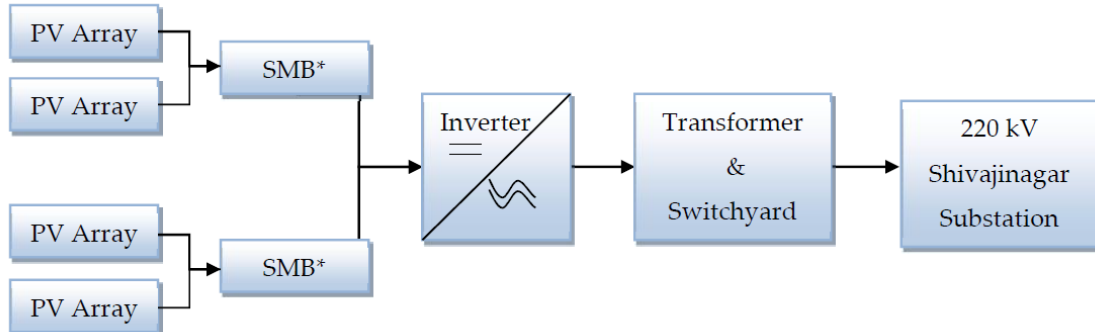 PV Array
PV Array
SMB*
PV Array
PV Array
SMB*
Inverter
Transformer
&
Switchyard
220 kV
Shivajinagar
Substation